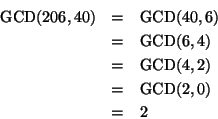 GCD(206,40) = GCD(40,6)
= GCD(6,4)
= GCD(4,2)
= GCD(2,0)
= 2